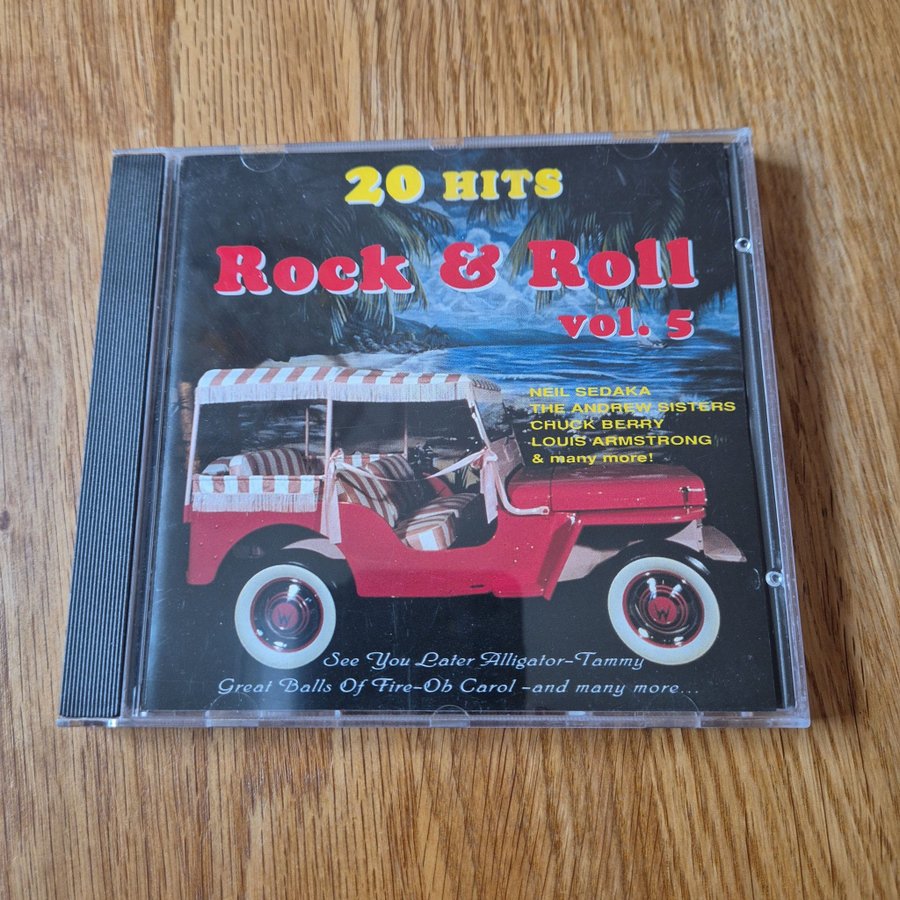 20 HITS
Rock & Roll
vol. 5
NEIL SEDAKA
THE ANDREW SISTERS
CHUCK BERRY
LOUIS ARMSTRONG
& many more!
W
W
See You Later Alligator-Tammy
Great Balls Of Fire-Oh Carol -and many more...